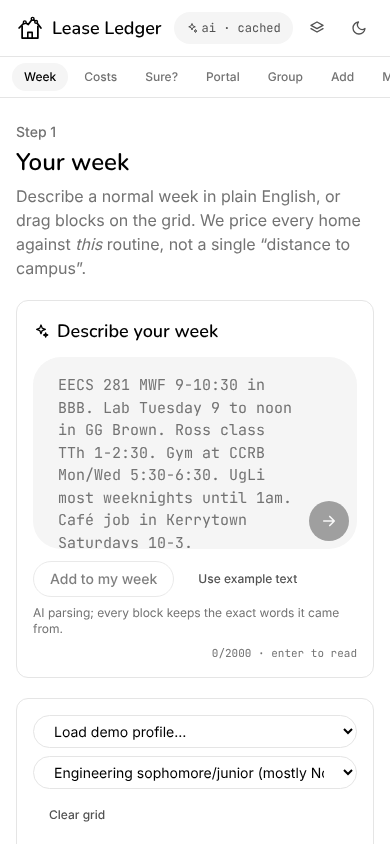 Lease Ledger
ai · cached
Week Costs Sure? Portal Group Add
Step 1
Your week
Describe a normal week in plain English, or
drag blocks on the grid. We price every home
against this routine, not a single “distance to
campus”.
Describe your week
EECS 281 MWF 9-10:30 in
BBB. Lab Tuesday 9 to noon
in GG Brown. Ross class
TTh 1-2:30. Gym at CCRB
Mon/Wed 5:30-6:30. UgLi
most weeknights until 1am.
Café job in Kerrytown
Saturdays 10-3.
Add to my week
Use example text
AI parsing; every block keeps the exact words it came
from.
0/2000 · enter to read
Load demo profile…
Engineering sophomore/junior (mostly No
Clear grid